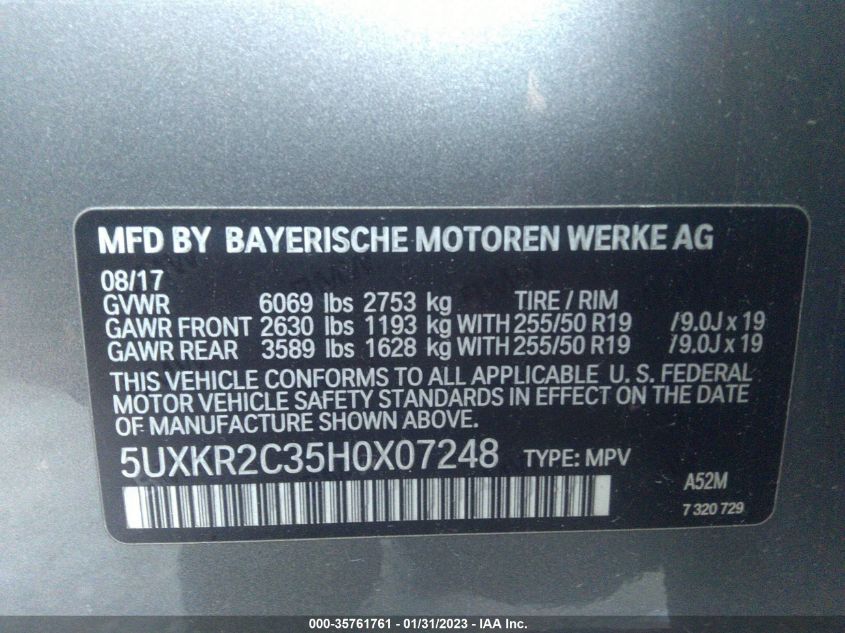 MFD BY BAYERISCHE MOTOREN WERKE AG
08/17
GVWR 6069 lbs 2753 kg TIRE / RIM
GAWR FRONT 2630 lbs 1193 kg WITH 255/50 R19 /9.0J x 19
GAWR REAR 3589 lbs 1628 kg WITH 255/50 R19 /9.0J x 19
THIS VEHICLE CONFORMS TO ALL APPLICABLE U. S. FEDERAL
MOTOR VEHICLE SAFETY STANDARDS IN EFFECT ON THE DATE
OF MANUFACTURE SHOWN ABOVE.
5UXKR2C35H0X07248 TYPE: MPV
A52M
7 320 729
000-35761761 - 01/31/2023 - IAA Inc.